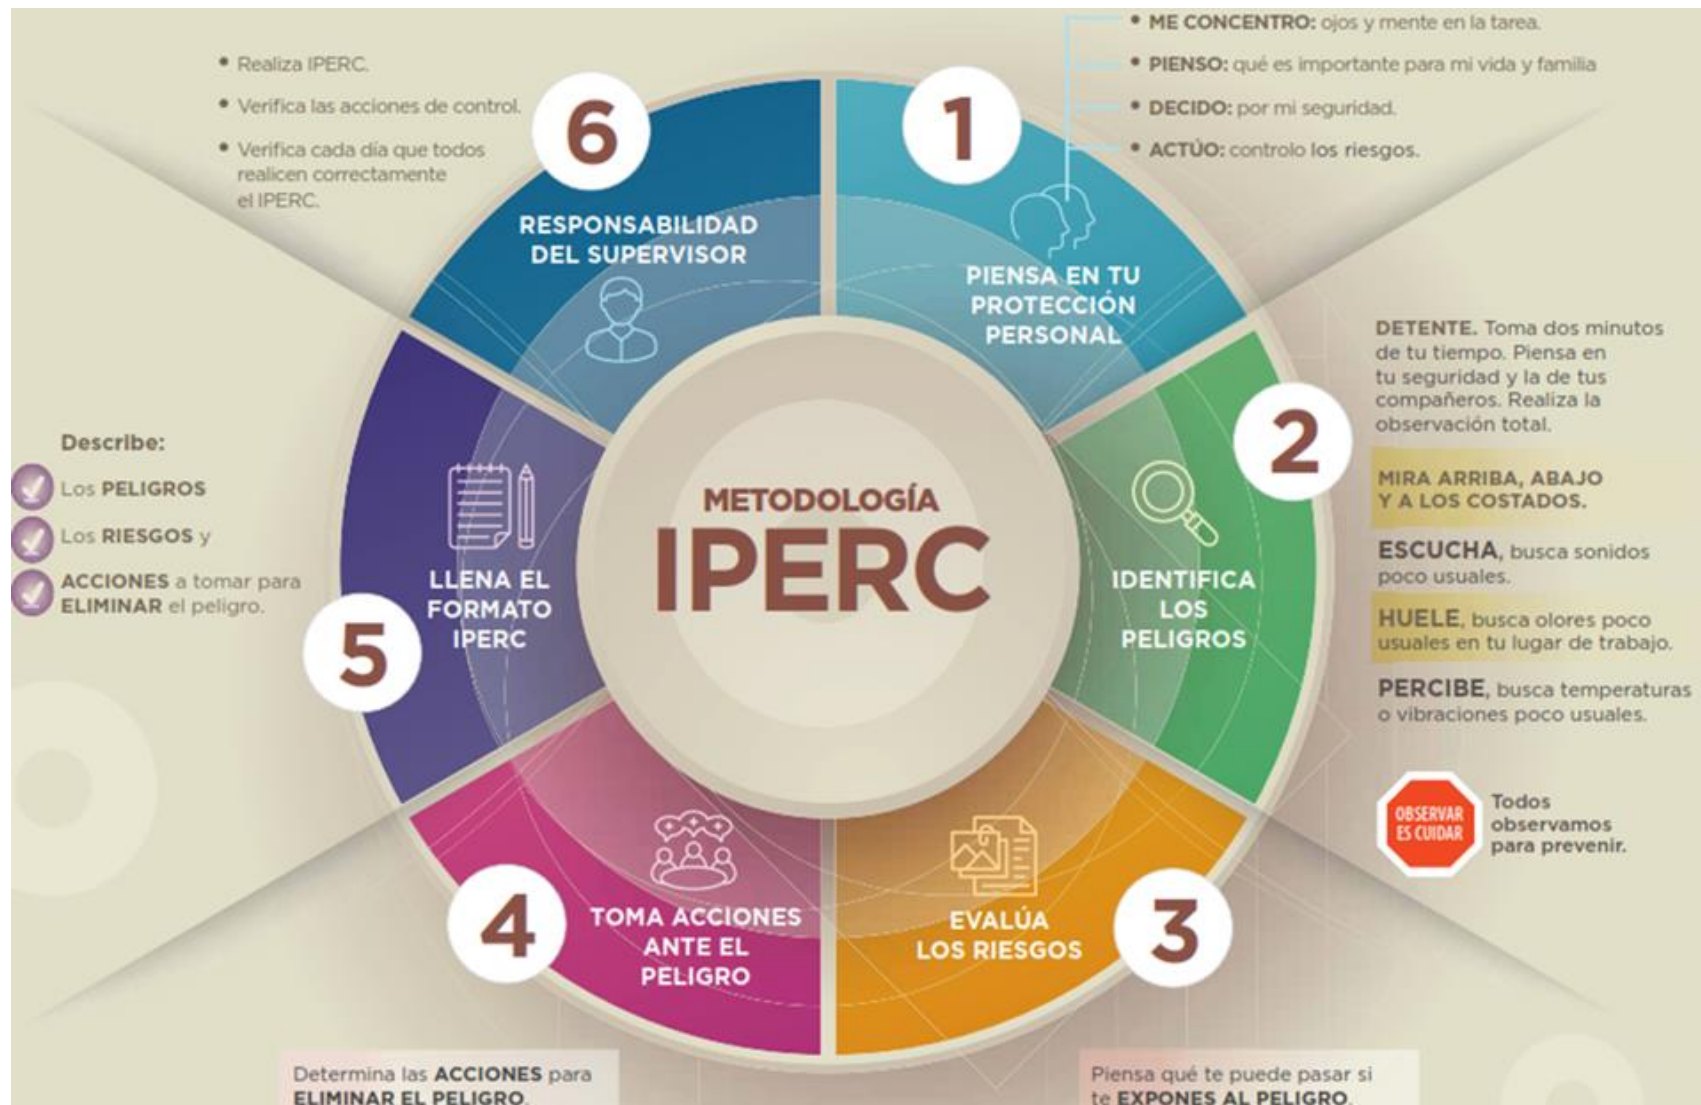 METODOLOGÍA
IPERC
1
PIENSA EN TU
PROTECCIÓN
PERSONAL
• ME CONCENTRO: ojos y mente en la tarea.
• PIENSO: qué es importante para mi vida y familia
• DECIDO: por mi seguridad.
• ACTÚO: controlo los riesgos.
2
IDENTIFICA
LOS
PELIGROS
DETENTE. Toma dos minutos
de tu tiempo. Piensa en
tu seguridad y la de tus
compañeros. Realiza la
observación total.
MIRA ARRIBA, ABAJO
Y A LOS COSTADOS.
ESCUCHA, busca sonidos
poco usuales.
HUELE, busca olores poco
usuales en tu lugar de trabajo.
PERCIBE, busca temperaturas
o vibraciones poco usuales.
OBSERVAR
ES CUIDAR
Todos
observamos
para prevenir.
3
EVALÚA
LOS RIESGOS
Piensa qué te puede pasar si
te EXPONES AL PELIGRO.
4
TOMA ACCIONES
ANTE EL
PELIGRO
Determina las ACCIONES para
ELIMINAR EL PELIGRO.
5
LLENA EL
FORMATO
IPERC
Describe:
Los PELIGROS
Los RIESGOS y
ACCIONES a tomar para
ELIMINAR el peligro.
6
RESPONSABILIDAD
DEL SUPERVISOR
• Realiza IPERC.
• Verifica las acciones de control.
• Verifica cada día que todos
realicen correctamente
el IPERC.